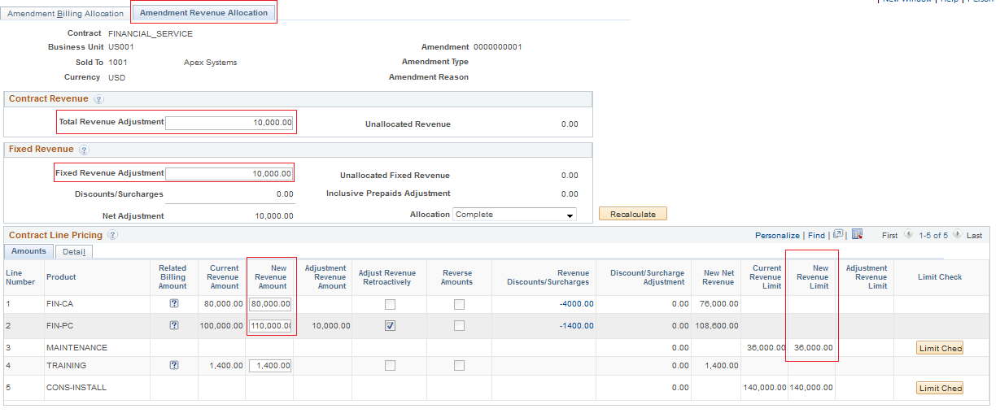 New Window | Help | Person
Amendment Billing Allocation Amendment Revenue Allocation
Contract FINANCIAL_SERVICE
Business Unit US001 Amendment 0000000001
Sold To 1001 Apex Systems Amendment Type
Currency USD Amendment Reason
Contract Revenue
Total Revenue Adjustment 10,000.00 Unallocated Revenue 0.00
Fixed Revenue
Fixed Revenue Adjustment 10,000.00 Unallocated Fixed Revenue 0.00
Discounts/Surcharges 0.00 Inclusive Prepaids Adjustment 0.00
Net Adjustment 10,000.00 Allocation Complete Recalculate
Contract Line Pricing Personalize | Find | First 1-5 of 5 Last
Amounts Detail
Line Number Product Related Billing Amount Current Revenue Amount New Revenue Amount Adjustment Revenue Amount Adjust Revenue Retroactively Reverse Amounts Revenue Discounts/Surcharges Discount/Surcharge Adjustment New Net Revenue Current Revenue Limit New Revenue Limit Adjustment Revenue Limit Limit Check
1 FIN-CA 80,000.00 80,000.00 -4000.00 0.00 76,000.00
2 FIN-PC 100,000.00 110,000.00 10,000.00 -1400.00 0.00 108,600.00
3 MAINTENANCE 0.00 36,000.00 36,000.00 Limit Ched
4 TRAINING 1,400.00 1,400.00 0.00 1,400.00
5 CONS-INSTALL 0.00 140,000.00 140,000.00 Limit Ched